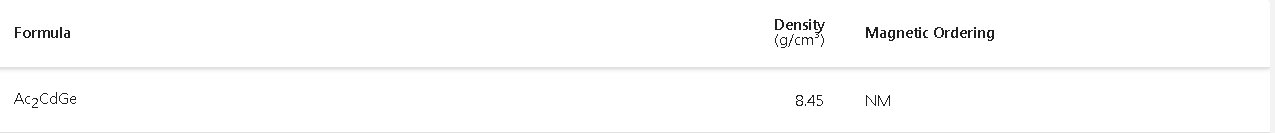 Formula
Density
(g/cm³)
Magnetic Ordering
Ac₂CdGe
8.45
NM